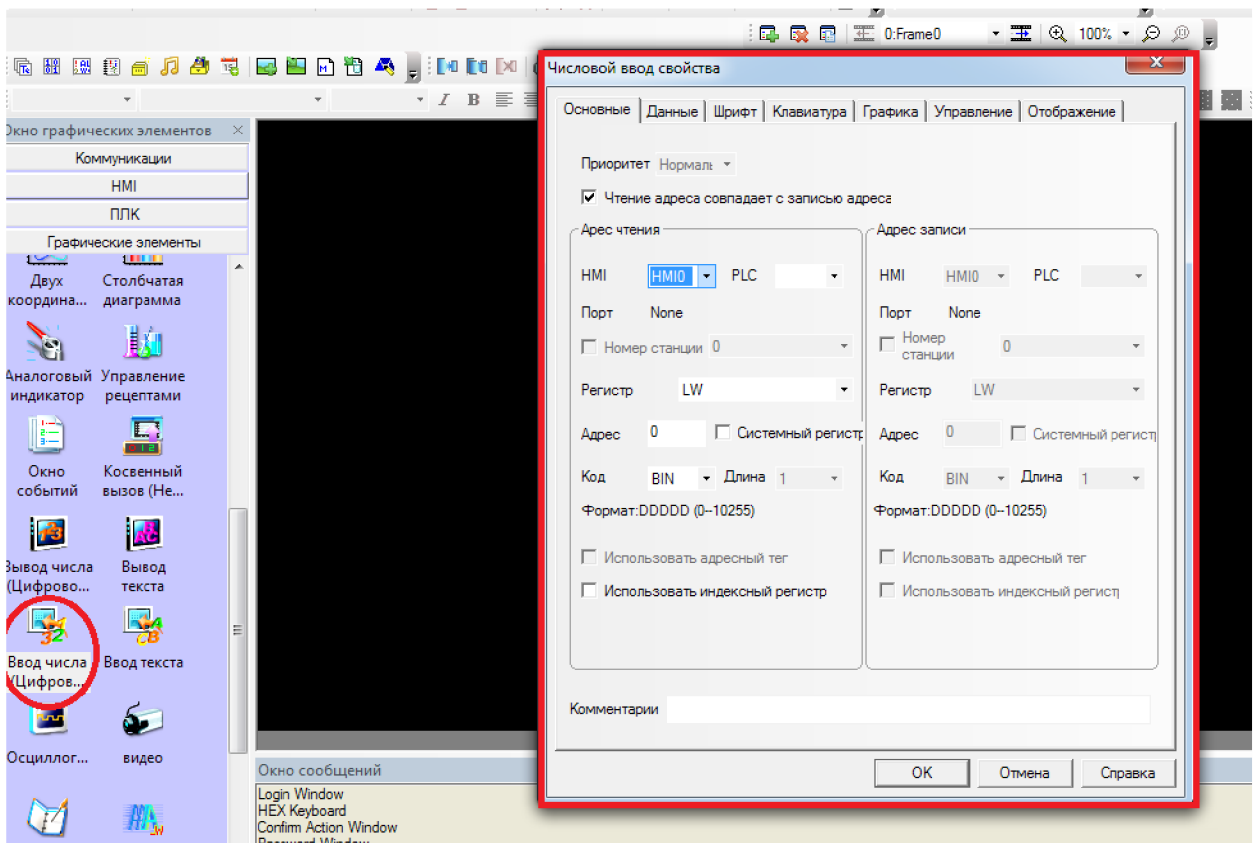 0:Frame0
100%
I B
Окно графических элементов
Коммуникации
HMI
ПЛК
Графические элементы
Двух Столбчатая
координа... диаграмма
Аналоговый Управление
индикатор рецептами
Окно Косвенный
событий вызов (Не...
Вывод числа Вывод
(Цифрово... текста
Ввод числа Ввод текста
(Цифров...
Осциллог... видео
Числовой ввод свойства
Основные Данные Шрифт Клавиатура Графика Управление Отображение
Приоритет Нормаль
Чтение адреса совпадает с записью адреса
Арес чтения
HMI HMI0 PLC
Порт None
Номер станции 0
Регистр LW
Адрес 0 Системный регистр
Код BIN Длина 1
Формат:DDDDD (0--10255)
Использовать адресный тег
Использовать индексный регистр
Адрес записи
HMI HMI0 PLC
Порт None
Номер
станции 0
Регистр LW
Адрес 0 Системный регист
Код BIN Длина 1
Формат:DDDDD (0--10255)
Использовать адресный тег
Использовать индексный регист
Комментарии
OK Отмена Справка
Окно сообщений
Login Window
HEX Keyboard
Confirm Action Window
Password Window